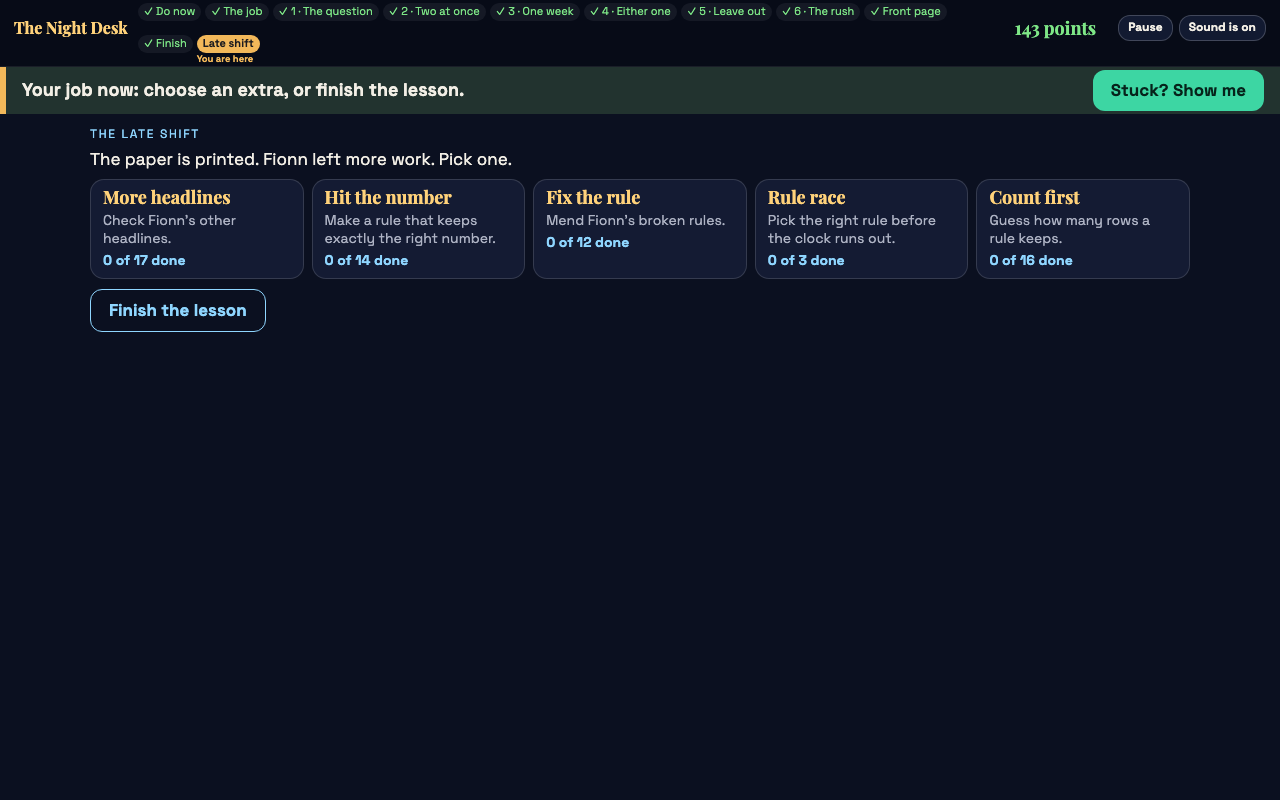 The Night Desk
✓ Do now ✓ The job ✓ 1 · The question ✓ 2 · Two at once ✓ 3 · One week ✓ 4 · Either one ✓ 5 · Leave out ✓ 6 · The rush ✓ Front page
✓ Finish Late shift
You are here
143 points
Pause
Sound is on
Your job now: choose an extra, or finish the lesson.
Stuck? Show me
THE LATE SHIFT
The paper is printed. Fionn left more work. Pick one.
More headlines
Check Fionn's other
headlines.
0 of 17 done
Hit the number
Make a rule that keeps
exactly the right number.
0 of 14 done
Fix the rule
Mend Fionn's broken rules.
0 of 12 done
Rule race
Pick the right rule before
the clock runs out.
0 of 3 done
Count first
Guess how many rows a
rule keeps.
0 of 16 done
Finish the lesson